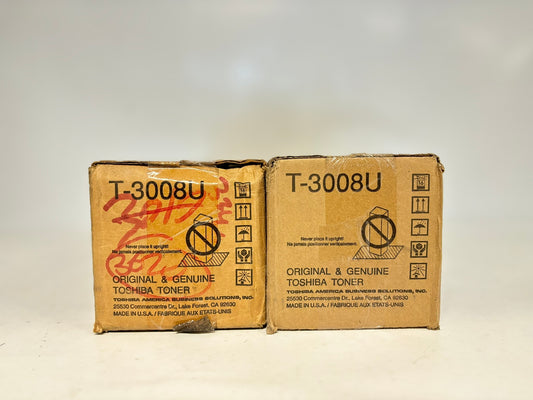 T-3008U
Never place it upright!
Ne jamais positionner verticalement.
ORIGINAL & GENUINE
TOSHIBA TONER
TOSHIBA AMERICA BUSINESS SOLUTIONS, INC.
25530 Commercentre Dr., Lake Forest, CA 92630
MADE IN U.S.A. / FABRIQUE AUX ETATS-UNIS
T-3008U
Never place it upright!
Ne jamais positionner verticalement.
ORIGINAL & GENUINE
TOSHIBA TONER
TOSHIBA AMERICA BUSINESS SOLUTIONS, INC.
25530 Commercentre Dr., Lake Forest, CA 92630
MADE IN U.S.A. / FABRIQUE AUX ETATS-UNIS